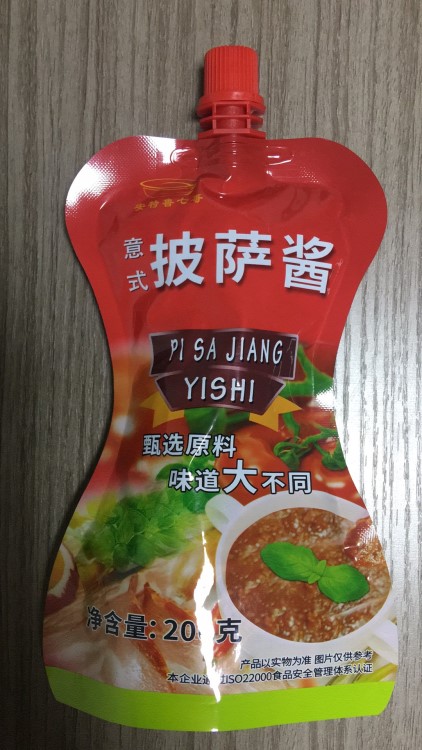 意式
披萨酱
PI SA JIANG
YISHI
甄选原料
味道大不同
净含量: 20 克
产品以实物为准 图片仅供参考
本企业通过ISO22000食品安全管理体系认证